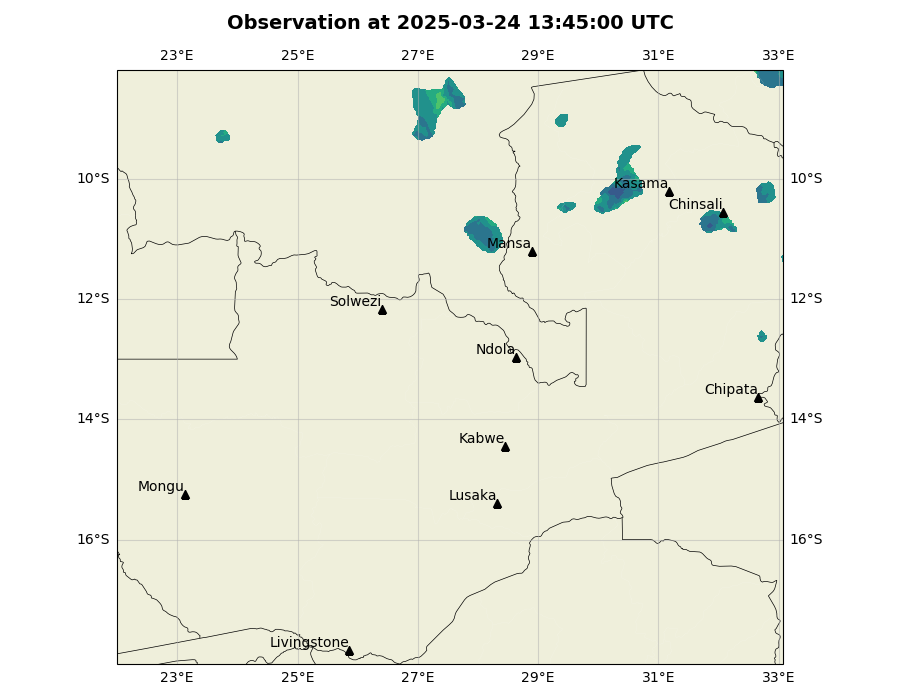 Observation at 2025-03-24 13:45:00 UTC
23°E 25°E 27°E 29°E 31°E 33°E
10°S 10°S
Kasama
Chinsali
Mansa
12°S 12°S
Solwezi
Ndola
Chipata
14°S 14°S
Kabwe
Mongu
Lusaka
16°S 16°S
Livingstone
23°E 25°E 27°E 29°E 31°E 33°E